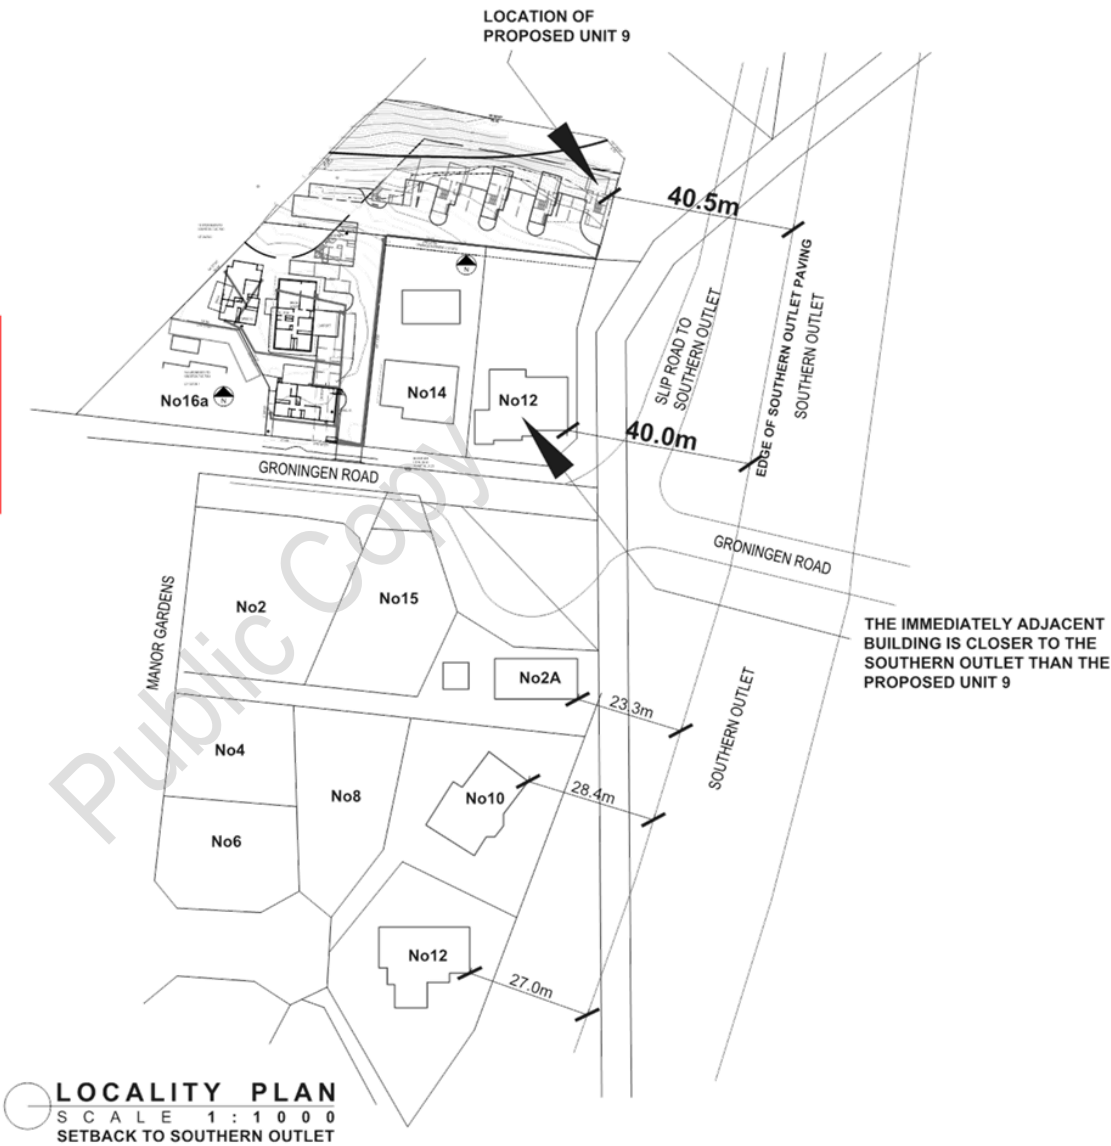 LOCATION OF
PROPOSED UNIT 9
40.5m
EDGE OF SOUTHERN OUTLET PAVING
SOUTHERN OUTLET
SLIP ROAD TO
SOUTHERN OUTLET
N
No14
No12
No16a
N
40.0m
GRONINGEN ROAD
GRONINGEN ROAD
MANOR GARDENS
No2
No15
THE IMMEDIATELY ADJACENT
BUILDING IS CLOSER TO THE
SOUTHERN OUTLET THAN THE
PROPOSED UNIT 9
No2A
23.3m
SOUTHERN OUTLET
No4
No8
No10
28.4m
No6
No12
27.0m
Public Copy
LOCALITY PLAN
SCALE 1:1000
SETBACK TO SOUTHERN OUTLET